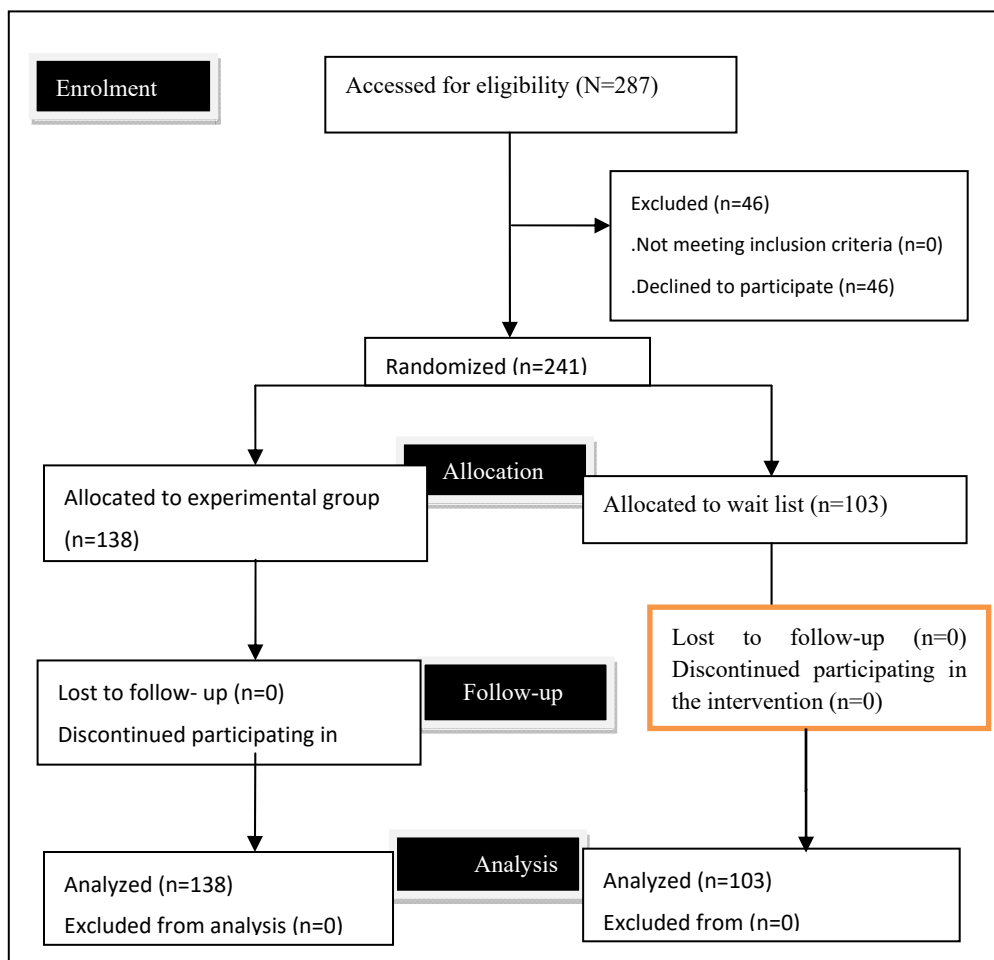 Enrolment
Accessed for eligibility (N=287)
Excluded (n=46)
.Not meeting inclusion criteria (n=0)
.Declined to participate (n=46)
Randomized (n=241)
Allocation
Allocated to experimental group
(n=138)
Allocated to wait list (n=103)
Lost to follow- up (n=0)
Discontinued participating in
Follow-up
Lost to follow-up (n=0)
Discontinued participating in
the intervention (n=0)
Analysis
Analyzed (n=138)
Excluded from analysis (n=0)
Analyzed (n=103)
Excluded from (n=0)